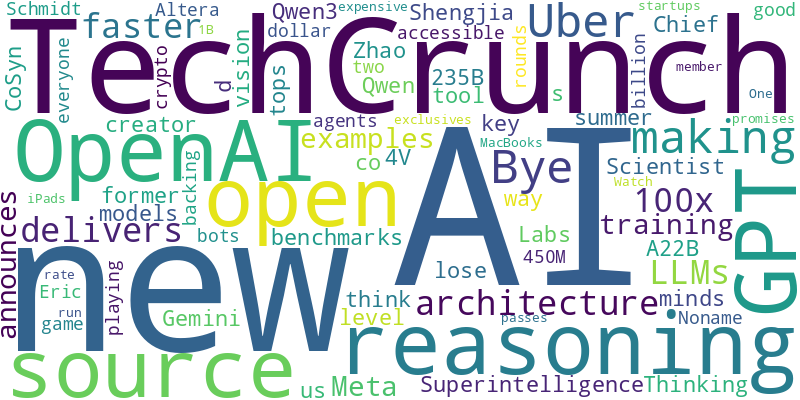 Schmidt
Altera
Qwen3
expensive
Shengjia
startups
good
faster
1B
dollar
accessible
Uber
Chief
TechCrunch
CoSyn
everyone
crypto
d
vision
tops
Zhao
two
Qwen
235B
tool
rounds
s
billion
member
One
creator
agents
exclusives
key
summer
promises
OpenAI
examples
MacBooks
making
co
4V
Bye
Scientist
iPads
former
backing
open
AI
way
Watch
100x
GPT
announces
delivers
models
bots
benchmarks
Labs
training
450M
A22B
new
lose
LLMs
rate
Eric
run
game
playing
Gemini
think
level
architecture
passes
minds
Noname
reasoning
source
us
Meta
Superintelligence
Thinking